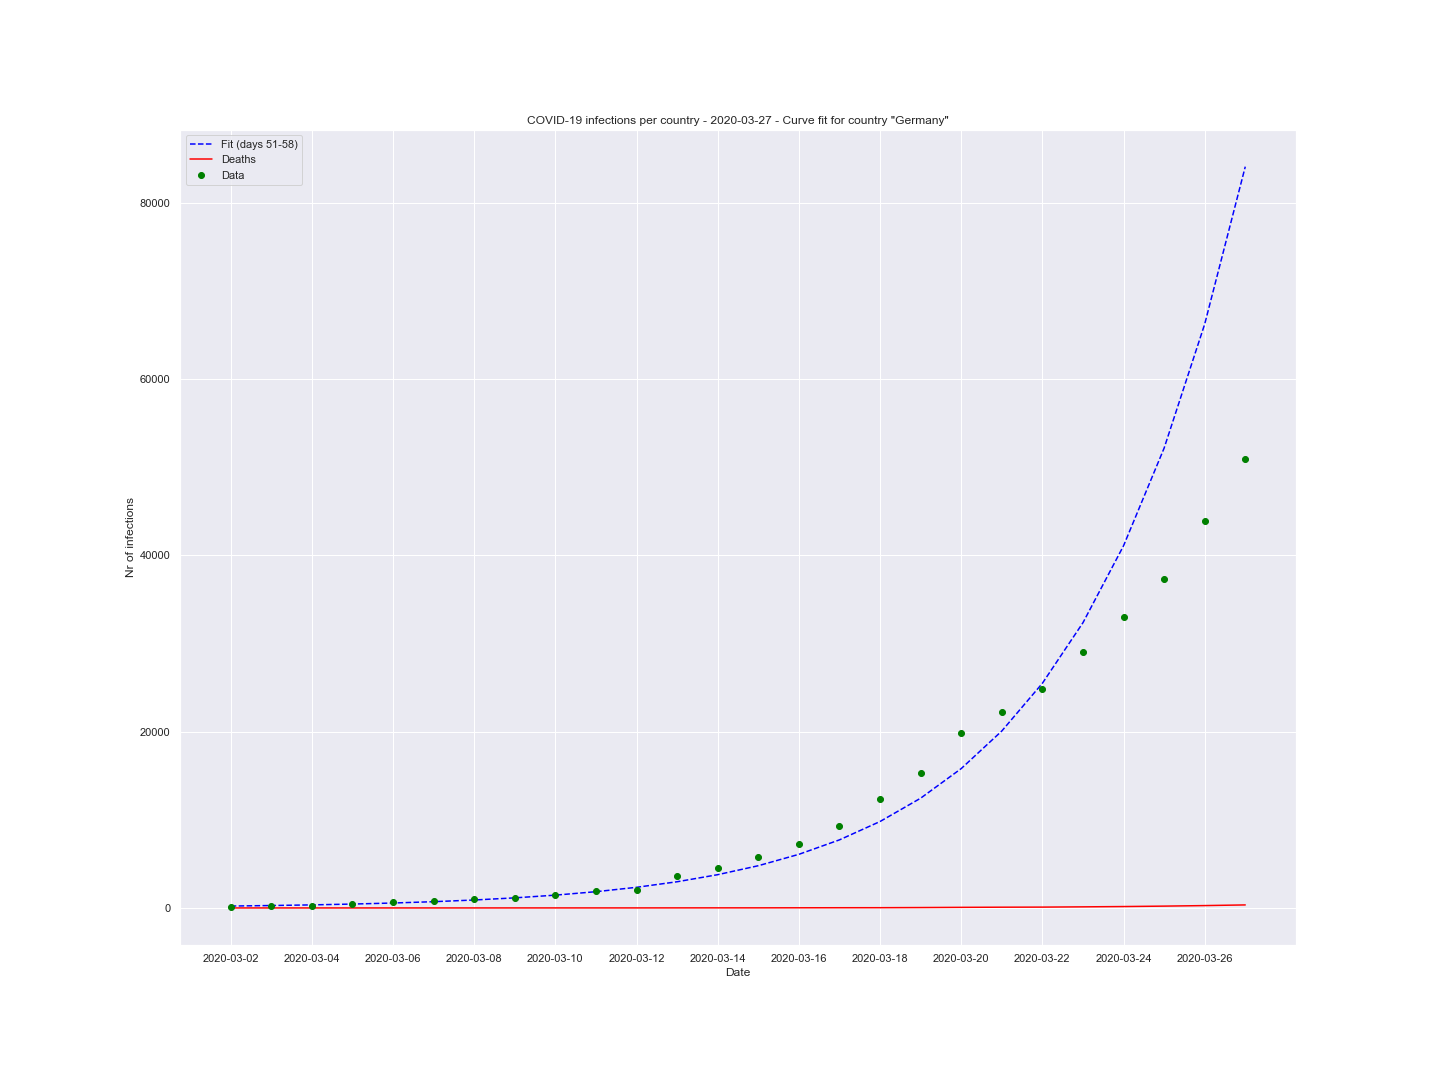 COVID-19 infections per country - 2020-03-27 - Curve fit for country "Germany"
Fit (days 51-58)
Deaths
Data
80000
60000
40000
20000
0
Nr of infections
2020-03-02 2020-03-04 2020-03-06 2020-03-08 2020-03-10 2020-03-12 2020-03-14 2020-03-16 2020-03-18 2020-03-20 2020-03-22 2020-03-24 2020-03-26
Date